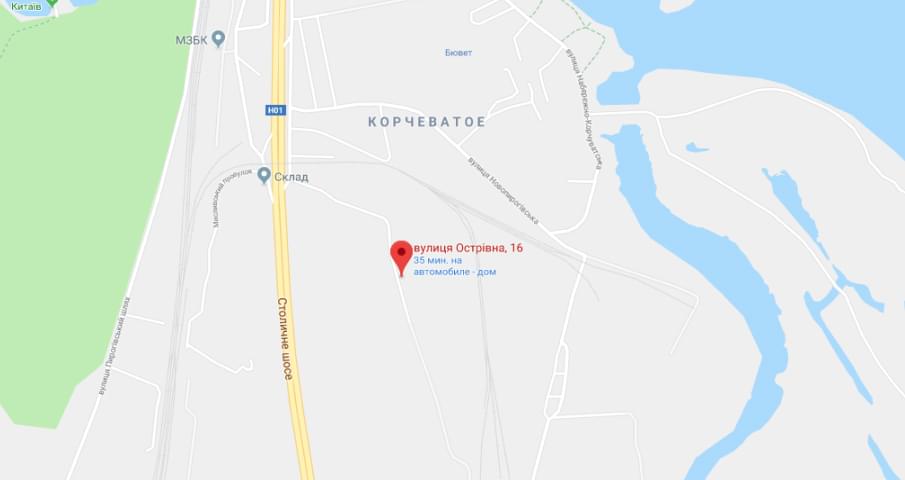 Китаїв
МЗБК
Бювет
вулиця Набережно-Корчуватська
Н01
КОРЧЕВАТОЕ
Склад
Мисливський провулок
вулиця Новопирогівська
вулиця Острівна, 16
35 мин. на
автомобиле - дом
Столичне шосе
вулиця Пирогівський шлях